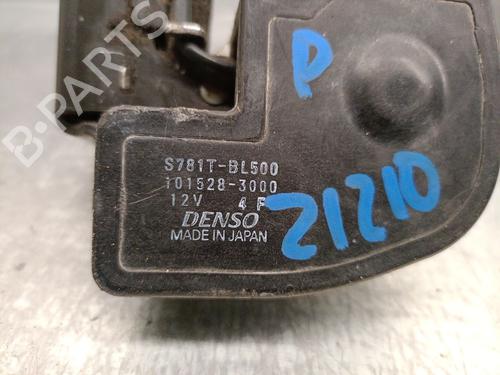 B-PARTS
P
S781T-BL500
101528-3000
12V 4 F
DENSO
MADE IN JAPAN
21210